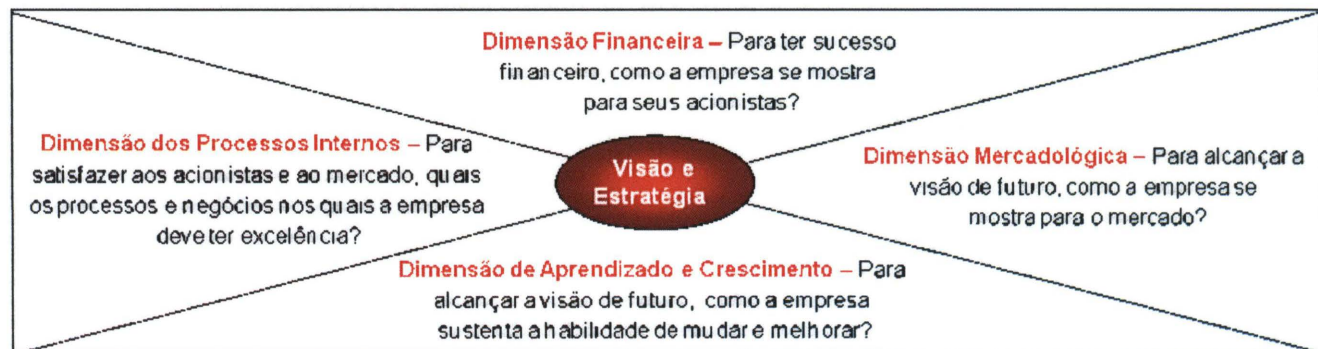 Dimensão Financeira – Para ter sucesso
financeiro, como a empresa se mostra
para seus acionistas?
Dimensão dos Processos Internos – Para
satisfazer aos acionistas e ao mercado, quais
os processos e negócios nos quais a empresa
deve ter excelência?
Visão e
Estratégia
Dimensão Mercadológica – Para alcançar a
visão de futuro, como a empresa se
mostra para o mercado?
Dimensão de Aprendizado e Crescimento – Para
alcançar a visão de futuro, como a empresa
sustenta a habilidade de mudar e melhorar?